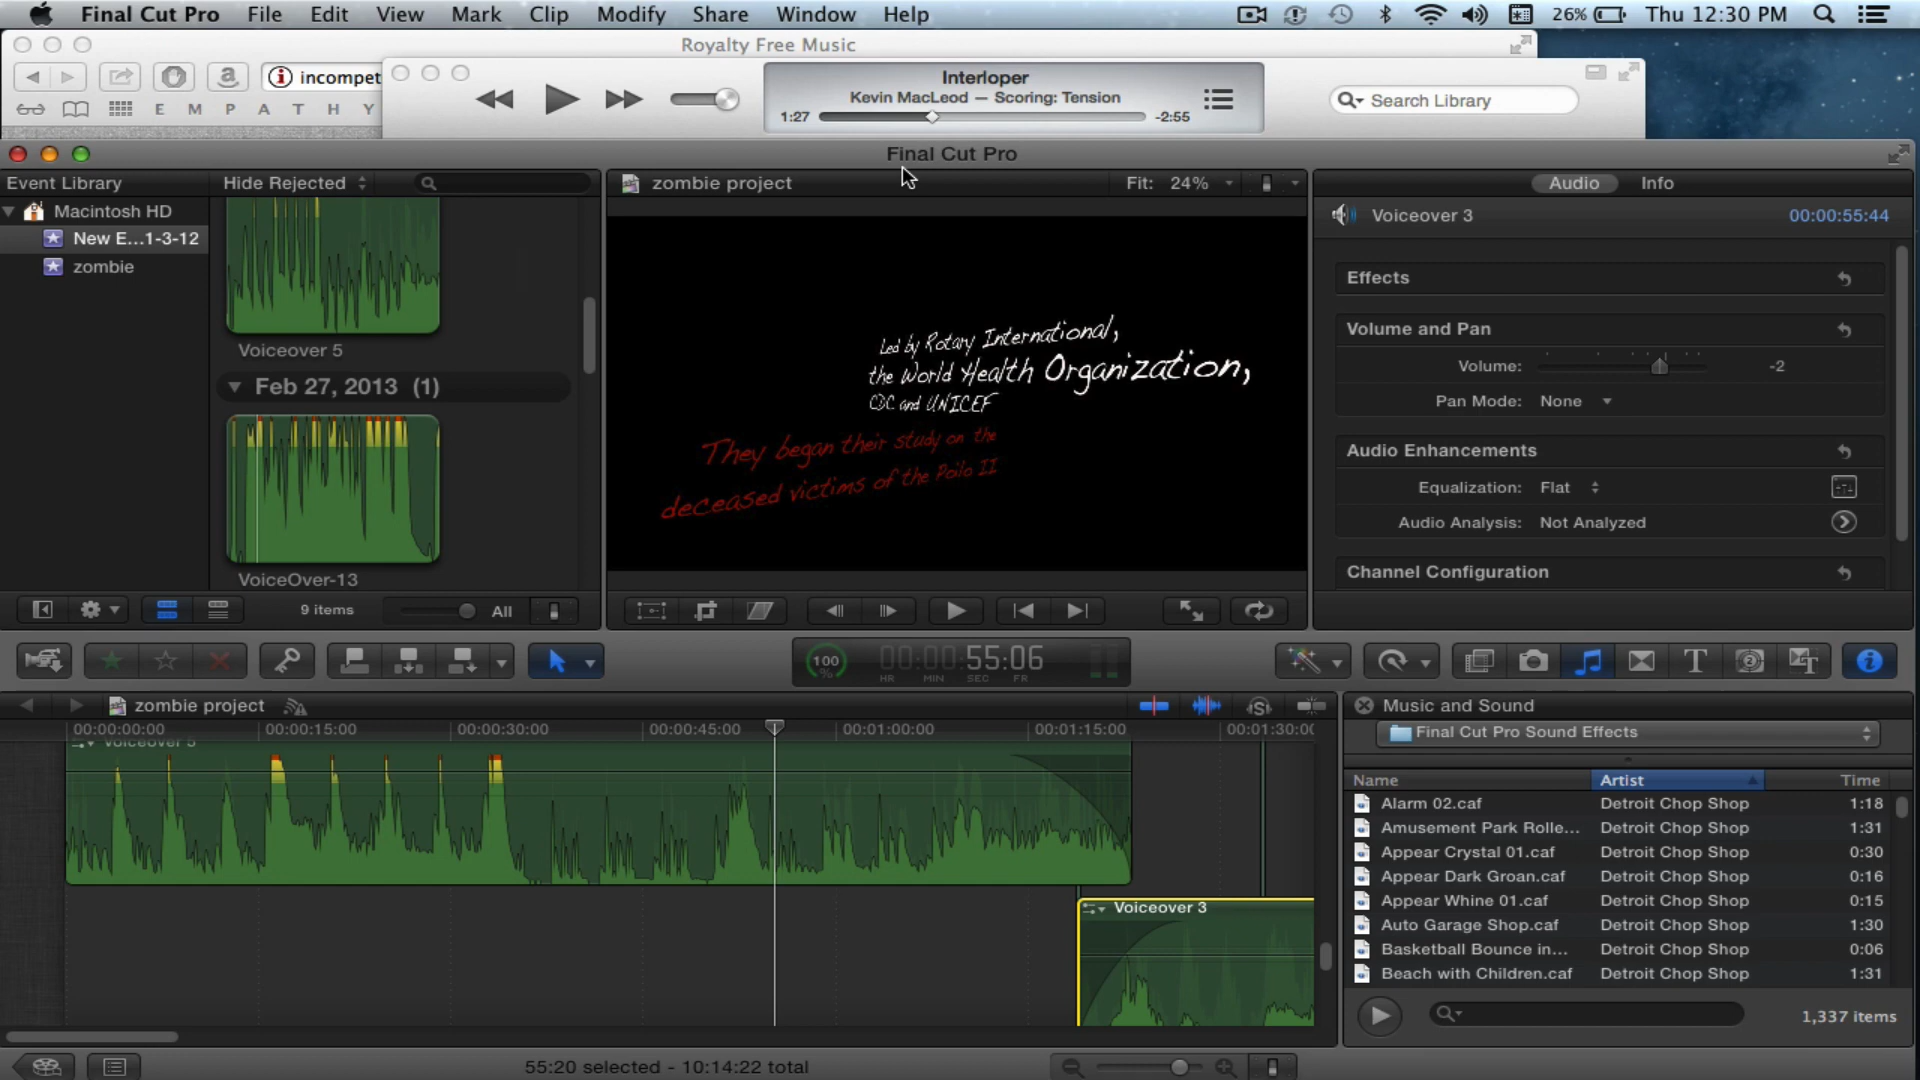 Final Cut Pro File Edit View Mark Clip Modify Share Window Help 26% Thu 12:30 PM
Royalty Free Music
incompet
E M P A T H Y
Interloper
Kevin MacLeod — Scoring: Tension
1:27 -2:55
Search Library
Final Cut Pro
Event Library Hide Rejected
Macintosh HD
New E...1-3-12
zombie
Voiceover 5
Feb 27, 2013 (1)
VoiceOver-13
9 items All
zombie project Fit: 24%
Led by Rotary International,
the World Health Organization,
CDC and UNICEF
They began their study on the
deceased victims of the Poilo II
Audio Info
Voiceover 3 00:00:55:44
Effects
Volume and Pan
Volume: -2
Pan Mode: None
Audio Enhancements
Equalization: Flat
Audio Analysis: Not Analyzed
Channel Configuration
100 % 00:00:55:06
HR MIN SEC FR
zombie project
00:00:00:00 00:00:15:00 00:00:30:00 00:00:45:00 00:01:00:00 00:01:15:00 00:01:30:00
Voiceover 5
Voiceover 3
Music and Sound
Final Cut Pro Sound Effects
Name Artist Time
Alarm 02.caf Detroit Chop Shop 1:18
Amusement Park Rolle... Detroit Chop Shop 1:31
Appear Crystal 01.caf Detroit Chop Shop 0:30
Appear Dark Groan.caf Detroit Chop Shop 0:16
Appear Whine 01.caf Detroit Chop Shop 0:15
Auto Garage Shop.caf Detroit Chop Shop 1:30
Basketball Bounce in... Detroit Chop Shop 0:06
Beach with Children.caf Detroit Chop Shop 1:31
1,337 items
55:20 selected - 10:14:22 total